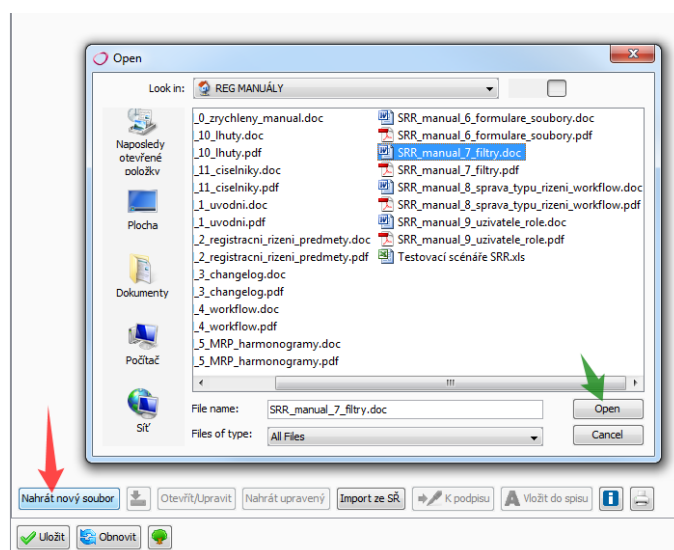 Open
Look in: REG MANUÁLY
Naposledy
otevřené
položky
Plocha
Dokumenty
Počítač
Síť
_0_zrychleny_manual.doc
_10_lhuty.doc
_10_lhuty.pdf
_11_ciselniky.doc
_11_ciselniky.pdf
_1_uvodni.doc
_1_uvodni.pdf
_2_registracni_rizeni_predmety.doc
_2_registracni_rizeni_predmety.pdf
_3_changelog.doc
_3_changelog.pdf
_4_workflow.doc
_4_workflow.pdf
_5_MRP_harmonogramy.doc
_5_MRP_harmonogramy.pdf
SRR_manual_6_formulare_soubory.doc
SRR_manual_6_formulare_soubory.pdf
SRR_manual_7_filtry.doc
SRR_manual_7_filtry.pdf
SRR_manual_8_sprava_typu_rizeni_workflow.doc
SRR_manual_8_sprava_typu_rizeni_workflow.pdf
SRR_manual_9_uzivatele_role.doc
SRR_manual_9_uzivatele_role.pdf
Testovací scénáře SRR.xls
File name: SRR_manual_7_filtry.doc Open
Files of type: All Files Cancel
Nahrát nový soubor Otevřít/Upravit Nahrát upravený Import ze SŘ K podpisu Vložit do spisu
Uložit Obnovit